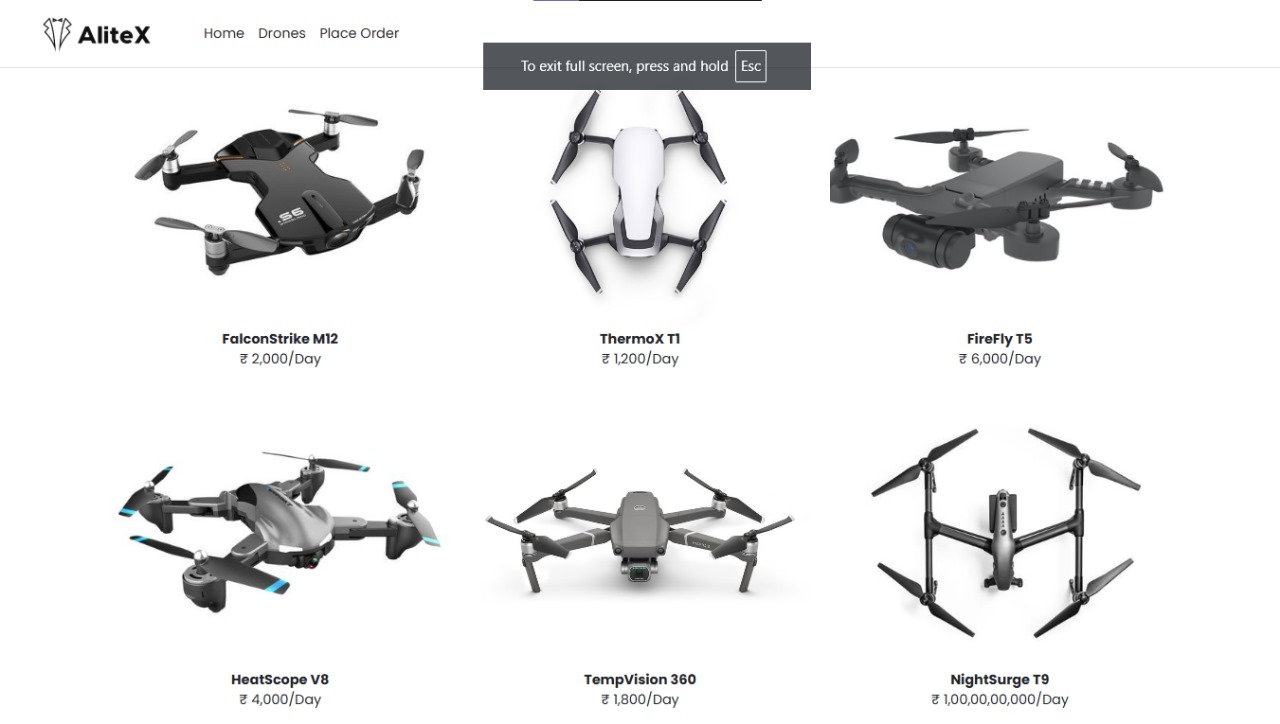 AliteX
Home Drones Place Order
To exit full screen, press and hold Esc
S6
FalconStrike M12
₹ 2,000/Day
ThermoX T1
₹ 1,200/Day
FireFly T5
₹ 6,000/Day
HeatScope V8
₹ 4,000/Day
TempVision 360
₹ 1,800/Day
NightSurge T9
₹ 1,00,00,00,000/Day